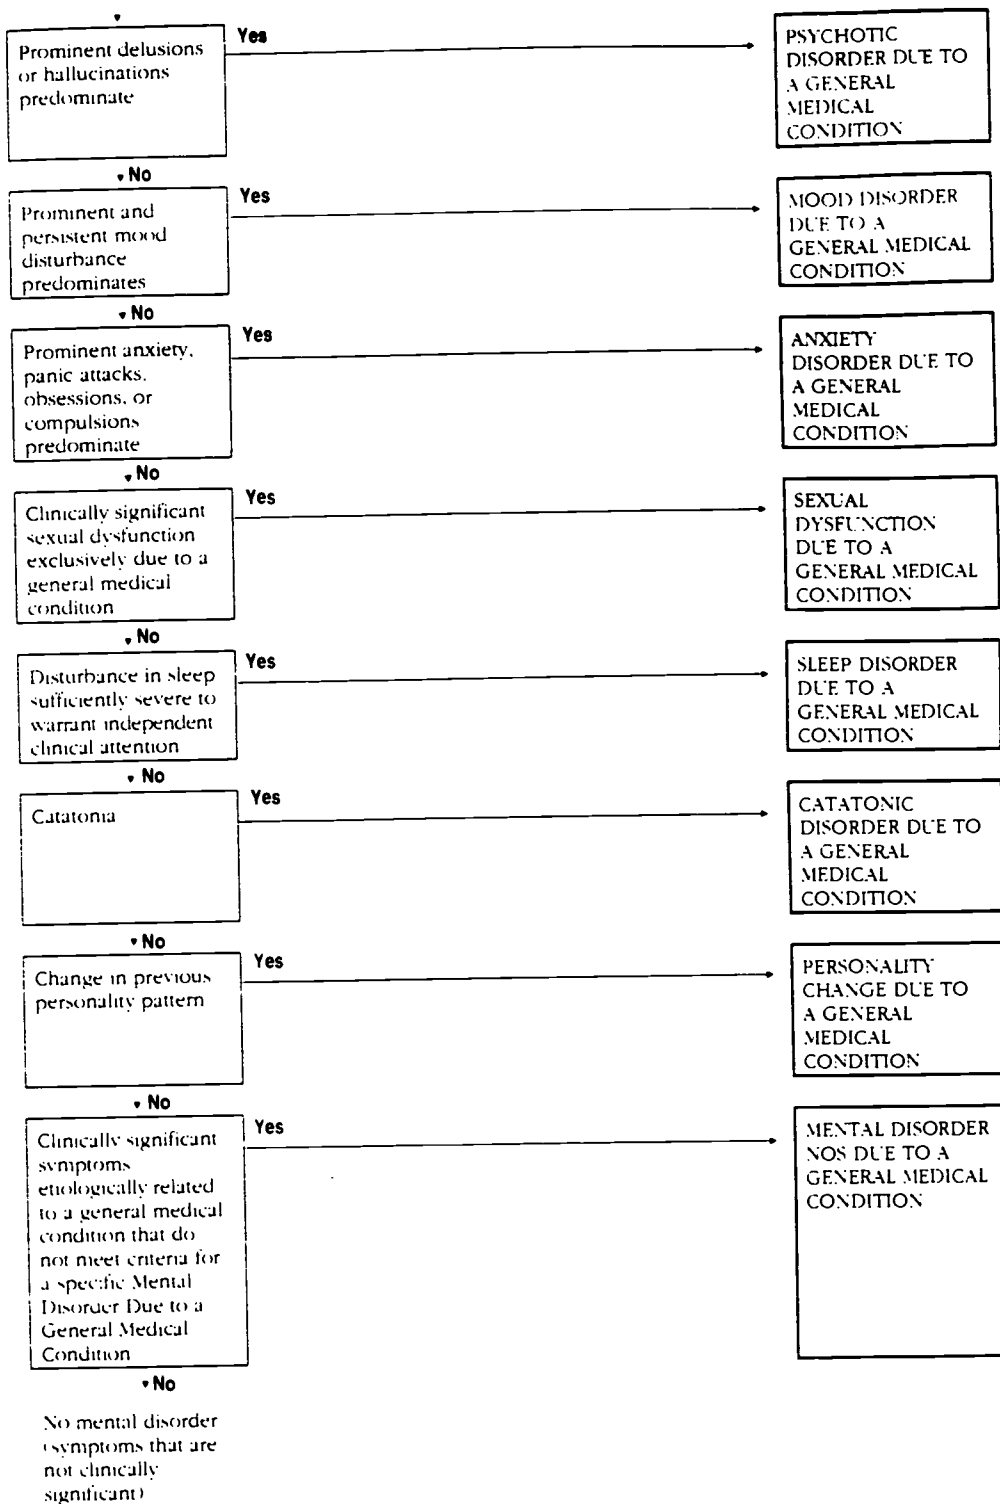 Prominent delusions
or hallucinations
predominate
Yes
PSYCHOTIC
DISORDER DUE TO
A GENERAL
MEDICAL
CONDITION
No
Prominent and
persistent mood
disturbance
predominates
Yes
MOOD DISORDER
DUE TO A
GENERAL MEDICAL
CONDITION
No
Prominent anxiety,
panic attacks,
obsessions, or
compulsions
predominate
Yes
ANXIETY
DISORDER DUE TO
A GENERAL
MEDICAL
CONDITION
No
Clinically significant
sexual dysfunction
exclusively due to a
general medical
condition
Yes
SEXUAL
DYSFUNCTION
DUE TO A
GENERAL MEDICAL
CONDITION
No
Disturbance in sleep
sufficiently severe to
warrant independent
clinical attention
Yes
SLEEP DISORDER
DUE TO A
GENERAL MEDICAL
CONDITION
No
Catatonia
Yes
CATATONIC
DISORDER DUE TO
A GENERAL
MEDICAL
CONDITION
No
Change in previous
personality pattern
Yes
PERSONALITY
CHANGE DUE TO
A GENERAL
MEDICAL
CONDITION
No
Clinically significant
symptoms
etiologically related
to a general medical
condition that do
not meet criteria for
a specific Mental
Disorder Due to a
General Medical
Condition
Yes
MENTAL DISORDER
NOS DUE TO A
GENERAL MEDICAL
CONDITION
No
No mental disorder
(symptoms that are
not clinically
significant)